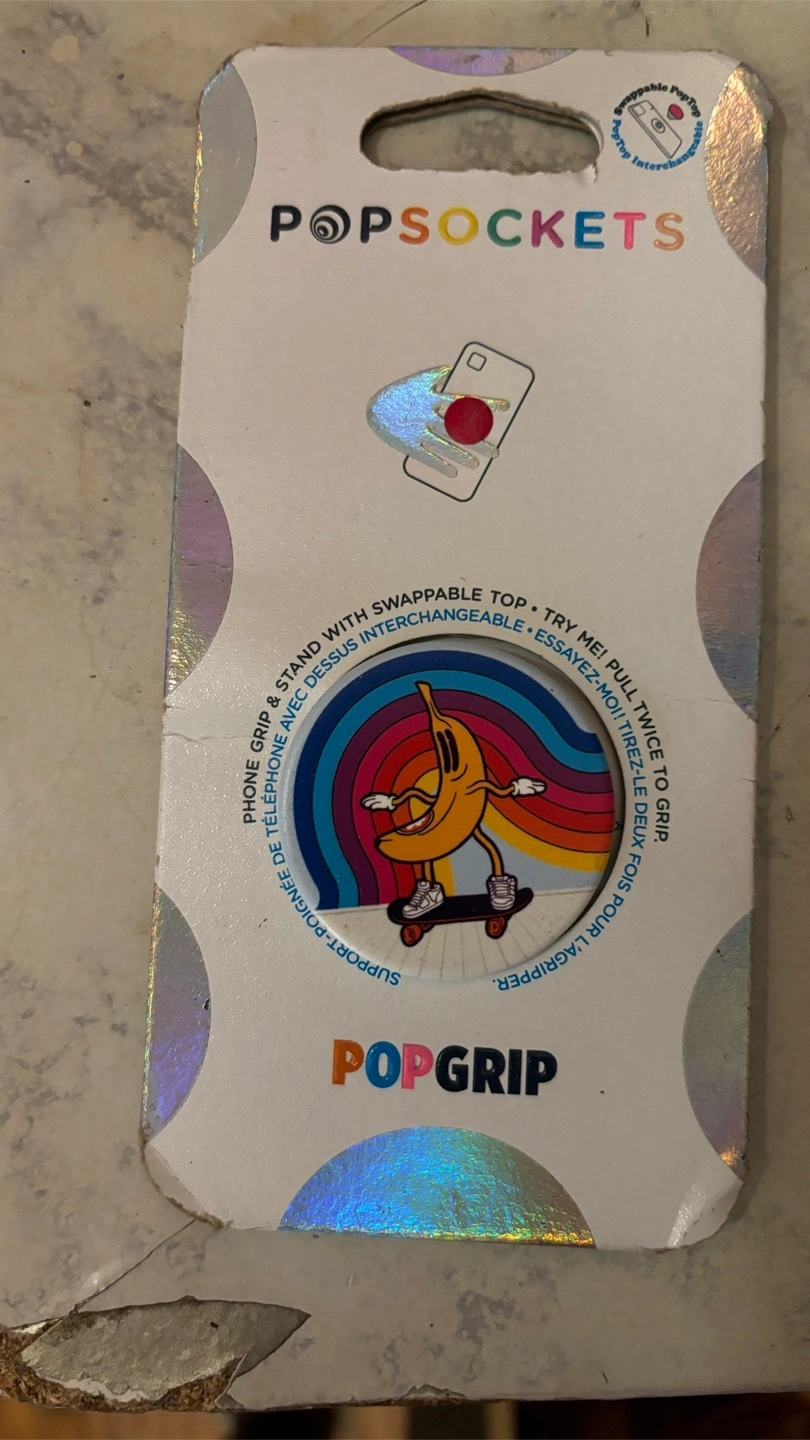 Swappable PopTop
PopTop Interchangeable
POPSOCKETS
PHONE GRIP & STAND WITH SWAPPABLE TOP • TRY ME! PULL TWICE TO GRIP.
SUPPORT-POIGNÉE DE TÉLÉPHONE AVEC DESSUS INTERCHANGEABLE • ESSAYEZ-MOI! TIREZ-LE DEUX FOIS POUR L'AGRIPPER.
POPGRIP